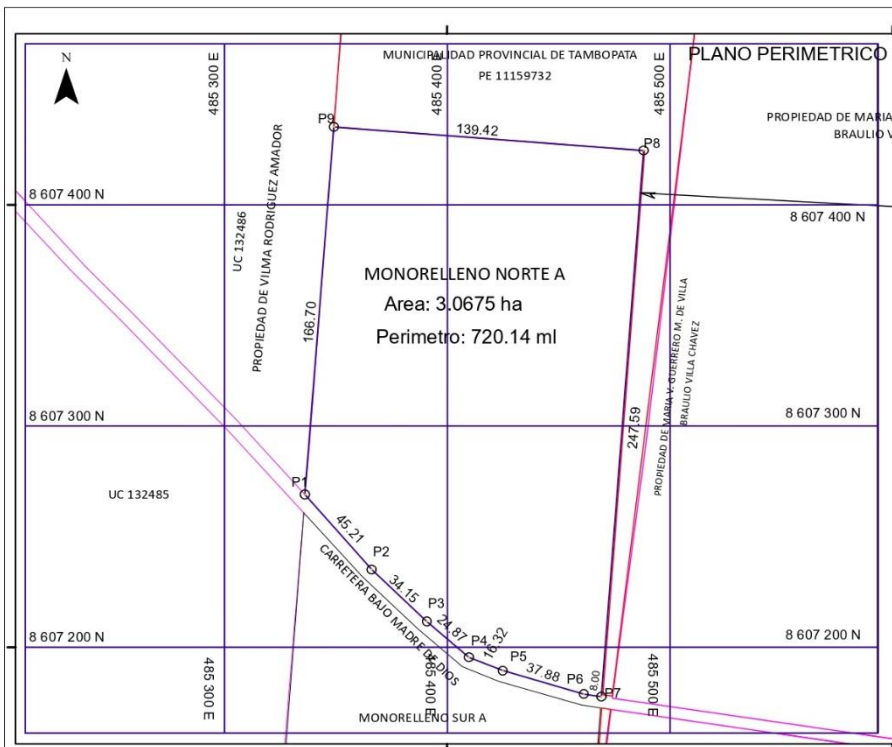 N
485 300 E
MUNICIPALIDAD PROVINCIAL DE TAMBOPATA
PE 11159732
485 400 E
485 500 E
PLANO PERIMETRICO
P9
139.42
P8
PROPIEDAD DE MARIA
BRAULIO V
8 607 400 N
8 607 400 N
UC 132486
PROPIEDAD DE VILMA RODRIGUEZ AMADOR
MONORELLENO NORTE A
Area: 3.0675 ha
Perimetro: 720.14 ml
166.70
247.59
PROPIEDAD DE MARIA V. GUERRERO M. DE VILLA
BRAULIO VILLA CHAVEZ
8 607 300 N
8 607 300 N
UC 132485
P1
45.21
P2
34.15
P3
24.87
P4
16.32
P5
37.88
P6
8.00
P7
CARRETERA BAJO MADRE DE DIOS
8 607 200 N
8 607 200 N
485 300 E
485 400 E
485 500 E
MONORELLENO SUR A